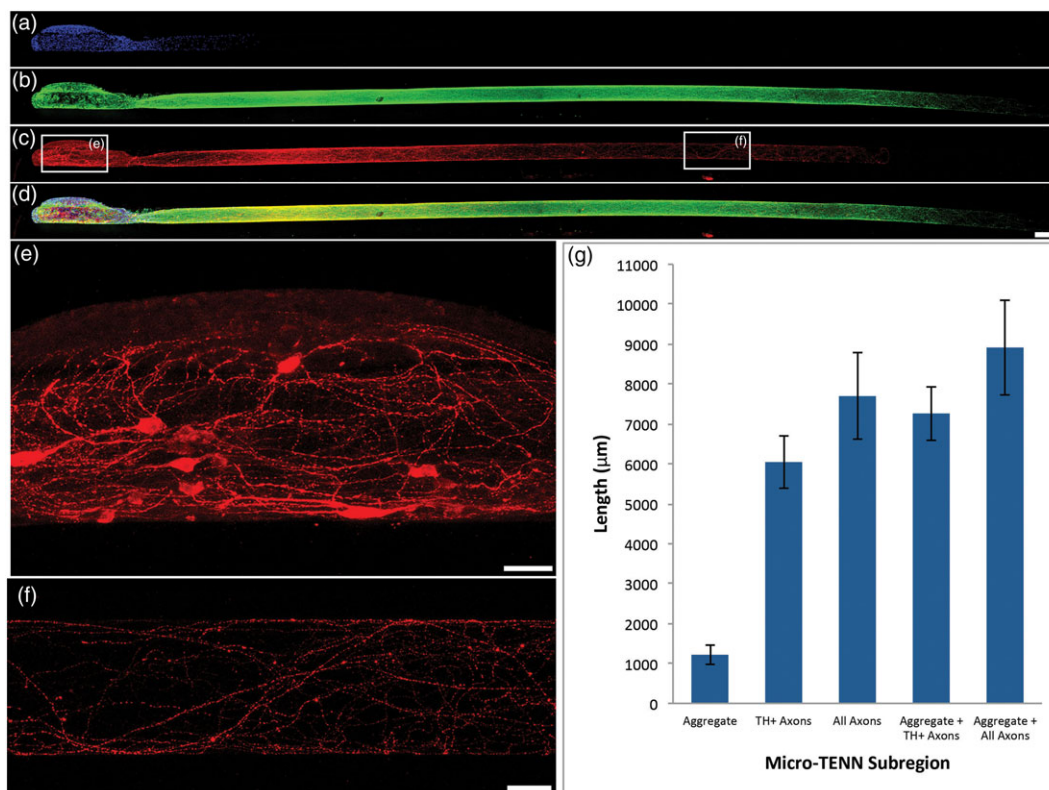 (a)
(b)
(c)
(e)
(f)
(d)
(e)
(f)
(g)
11000
10000
9000
8000
7000
6000
5000
4000
3000
2000
1000
0
Length (μm)
Aggregate
TH+ Axons
All Axons
Aggregate +
TH+ Axons
Aggregate +
All Axons
Micro-TENN Subregion